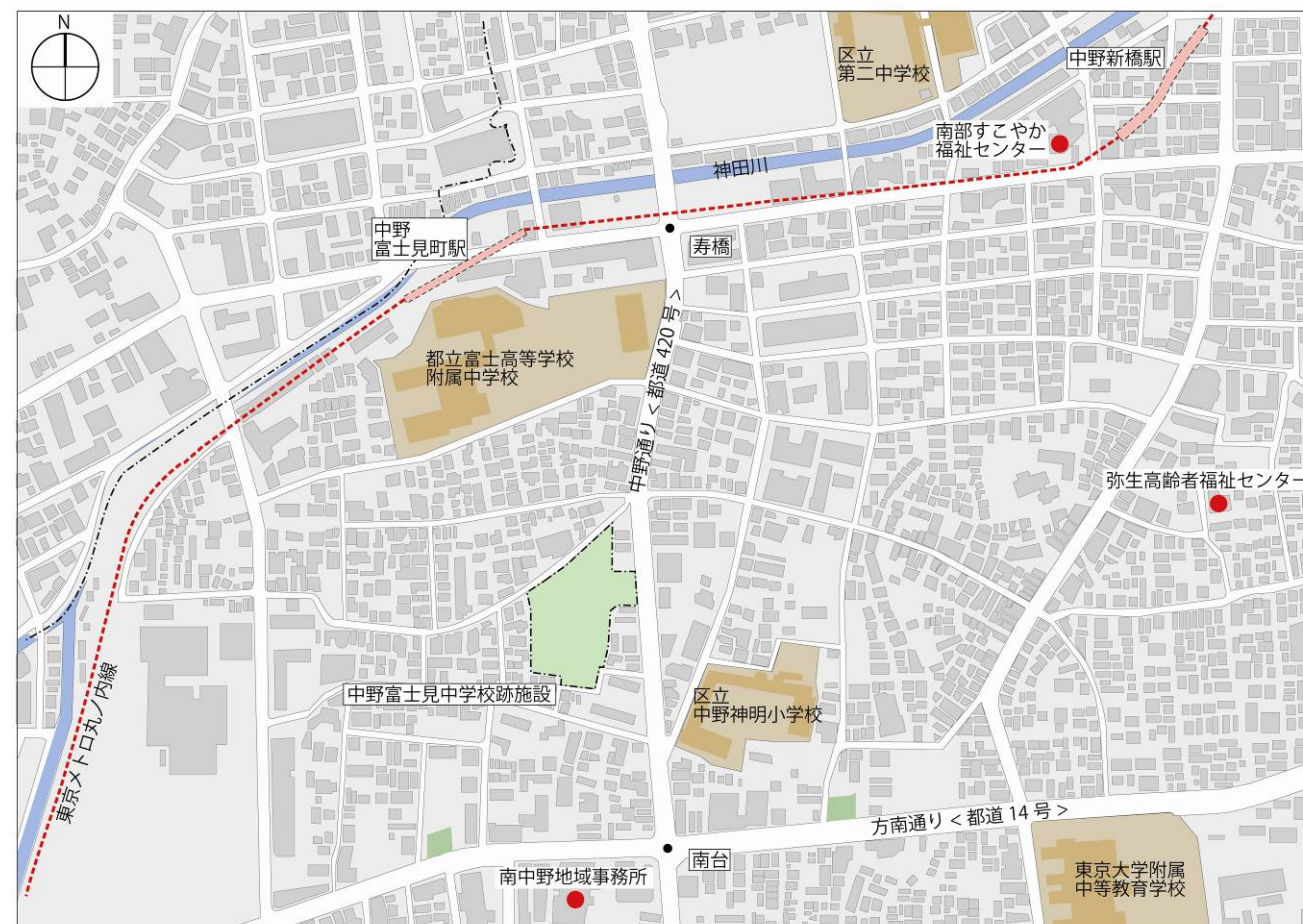 N
区立
第二中学校
中野新橋駅
南部すこやか
福祉センター
神田川
中野
富士見町駅
寿橋
都立富士高等学校
附属中学校
中野通り＜都道420号＞
弥生高齢者福祉センター
中野富士見中学校跡施設
区立
中野神明小学校
東京メトロ丸ノ内線
方南通り＜都道14号＞
南台
南中野地域事務所
東京大学附属
中等教育学校